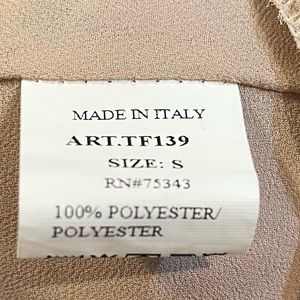 MADE IN ITALY
ART.TF139
SIZE: S
RN#75343
100% POLYESTER/
POLYESTER